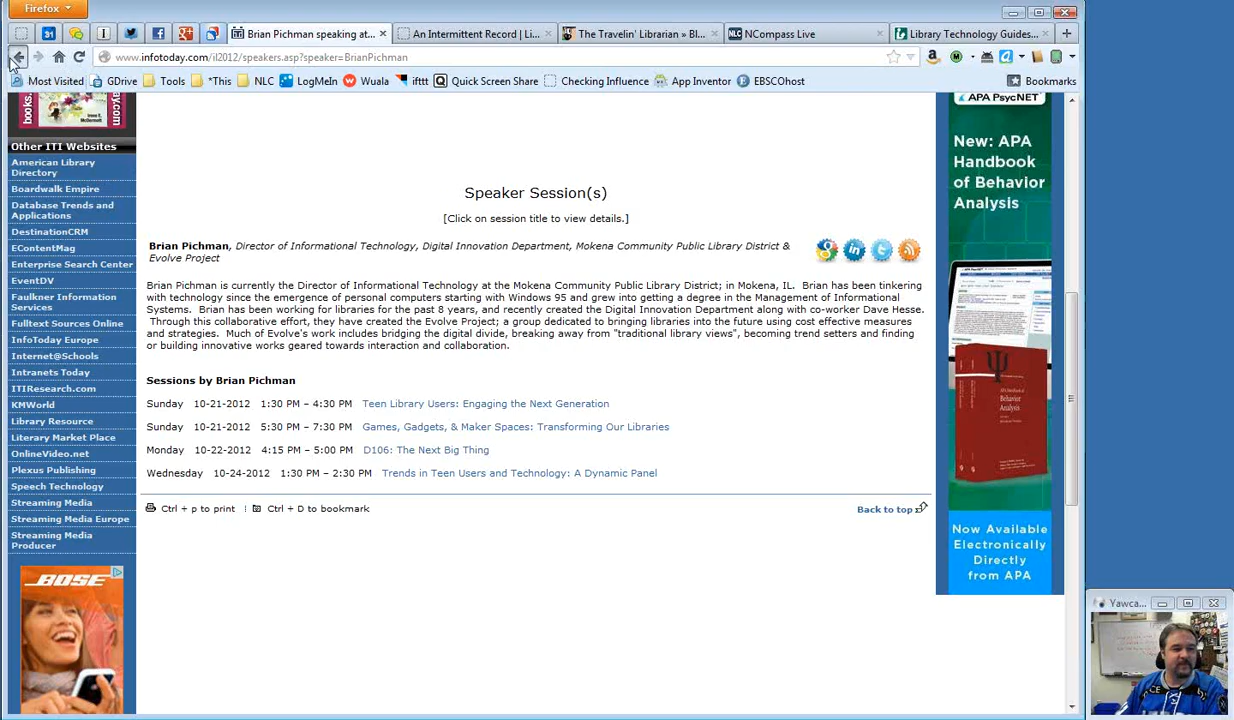 Firefox
Brian Pichman speaking at...
An Intermittent Record | Li...
The Travelin' Librarian » Bl...
NCompass Live
Library Technology Guides...
www.infotoday.com/il2012/speakers.asp?speaker=BrianPichman
Most Visited
GDrive
Tools
*This
NLC
LogMeIn
Wuala
ifttt
Quick Screen Share
Checking Influence
App Inventor
EBSCOhost
Bookmarks
Other ITI Websites
American Library
Directory
Boardwalk Empire
Database Trends and
Applications
DestinationCRM
EContentMag
Enterprise Search Center
EventDV
Faulkner Information
Services
Fulltext Sources Online
InfoToday Europe
Internet@Schools
Intranets Today
ITIResearch.com
KMWorld
Library Resource
Literary Market Place
OnlineVideo.net
Plexus Publishing
Speech Technology
Streaming Media
Streaming Media Europe
Streaming Media
Producer
BOSE
Speaker Session(s)
[Click on session title to view details.]
Brian Pichman, Director of Informational Technology, Digital Innovation Department, Mokena Community Public Library District &
Evolve Project
Brian Pichman is currently the Director of Informational Technology at the Mokena Community Public Library District; in Mokena, IL. Brian has been tinkering
with technology since the emergence of personal computers starting with Windows 95 and grew into getting a degree in the Management of Informational
Systems. Brian has been working for libraries for the past 8 years, and recently created the Digital Innovation Department along with co-worker Dave Hesse.
Through this collaborative effort, they have created the Evolve Project; a group dedicated to bringing libraries into the future using cost effective measures
and strategies. Much of Evolve's work includes bridging the digital divide, breaking away from "traditional library views", becoming trend setters and finding
or building innovative works geared towards interaction and collaboration.
Sessions by Brian Pichman
Sunday 10-21-2012 1:30 PM – 4:30 PM Teen Library Users: Engaging the Next Generation
Sunday 10-21-2012 5:30 PM – 7:30 PM Games, Gadgets, & Maker Spaces: Transforming Our Libraries
Monday 10-22-2012 4:15 PM – 5:00 PM D106: The Next Big Thing
Wednesday 10-24-2012 1:30 PM – 2:30 PM Trends in Teen Users and Technology: A Dynamic Panel
Ctrl + p to print
Ctrl + D to bookmark
Back to top
APA PsycNET
New: APA
Handbook
of Behavior
Analysis
Now Available
Electronically
Directly
from APA
Yawca...